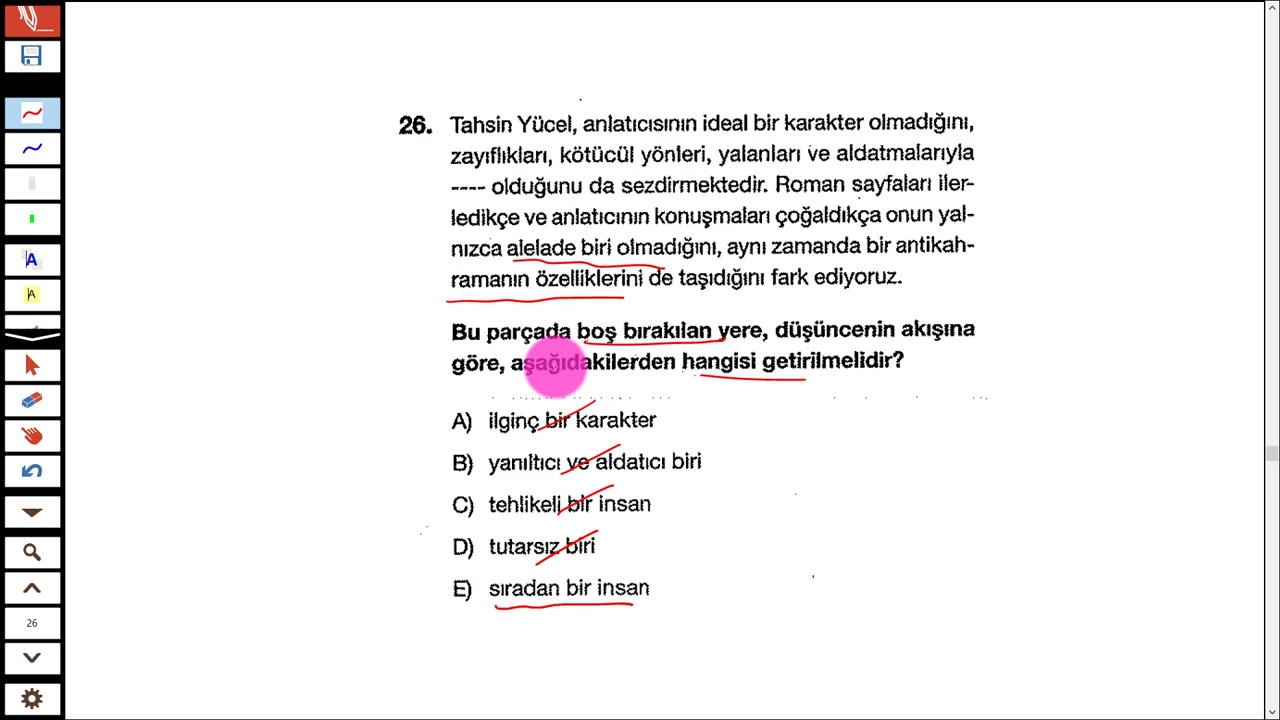 26. Tahsin Yücel, anlatıcısının ideal bir karakter olmadığını,
zayıflıkları, kötücül yönleri, yalanları ve aldatmalarıyla
---- olduğunu da sezdirmektedir. Roman sayfaları iler-
ledikçe ve anlatıcının konuşmaları çoğaldıkça onun yal-
nızca alelade biri olmadığını, aynı zamanda bir antikah-
ramanın özelliklerini de taşıdığını fark ediyoruz.
Bu parçada boş bırakılan yere, düşüncenin akışına
göre, aşağıdakilerden hangisi getirilmelidir?
A) ilginç bir karakter
B) yanıltıcı ve aldatıcı biri
C) tehlikeli bir insan
D) tutarsız biri
E) sıradan bir insan
A
A
26